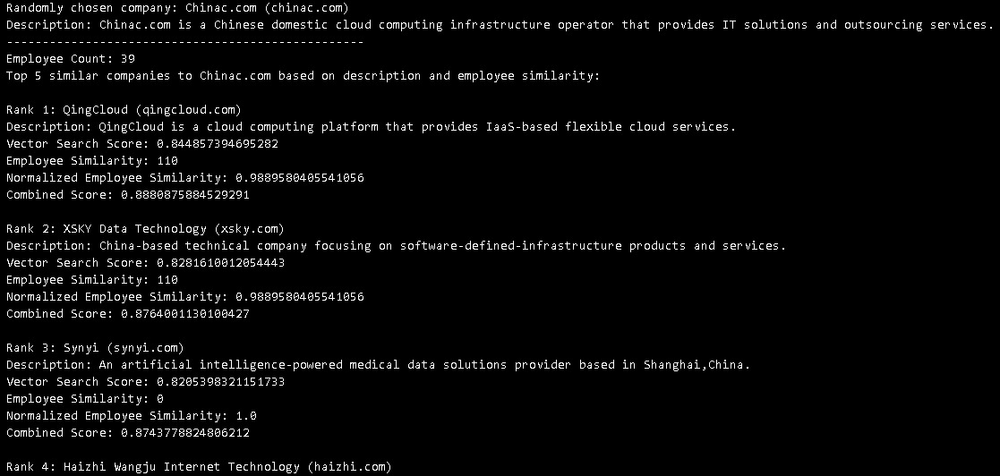 Randomly chosen company: Chinac.com (chinac.com)
Description: Chinac.com is a Chinese domestic cloud computing infrastructure operator that provides IT solutions and outsourcing services.
--------------------------------------------------
Employee Count: 39
Top 5 similar companies to Chinac.com based on description and employee similarity:
Rank 1: QingCloud (qingcloud.com)
Description: QingCloud is a cloud computing platform that provides IaaS-based flexible cloud services.
Vector Search Score: 0.844857394695282
Employee Similarity: 110
Normalized Employee Similarity: 0.9889580405541056
Combined Score: 0.8880875884529291
Rank 2: XSKY Data Technology (xsky.com)
Description: China-based technical company focusing on software-defined-infrastructure products and services.
Vector Search Score: 0.8281610012054443
Employee Similarity: 110
Normalized Employee Similarity: 0.9889580405541056
Combined Score: 0.8764001130100427
Rank 3: Synyi (synyi.com)
Description: An artificial intelligence-powered medical data solutions provider based in Shanghai,China.
Vector Search Score: 0.8205398321151733
Employee Similarity: 0
Normalized Employee Similarity: 1.0
Combined Score: 0.8743778824806212
Rank 4: Haizhi Wangju Internet Technology (haizhi.com)